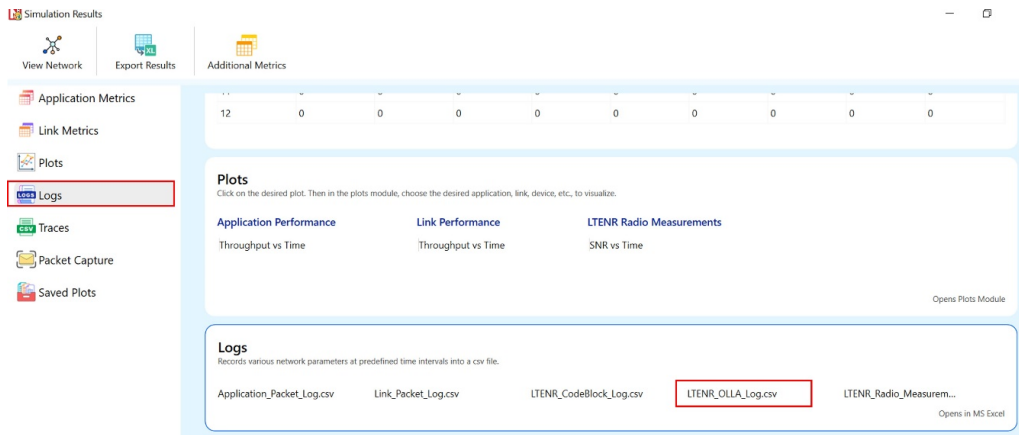 Simulation Results
View Network
Export Results
Additional Metrics
Application Metrics
Link Metrics
Plots
Logs
Traces
Packet Capture
Saved Plots
12 0 0 0 0 0 0 0 0 0
Plots
Click on the desired plot. Then in the plots module, choose the desired application, link, device, etc., to visualize.
Application Performance Link Performance LTENR Radio Measurements
Throughput vs Time Throughput vs Time SNR vs Time
Opens Plots Module
Logs
Records various network parameters at predefined time intervals into a csv file.
Application_Packet_Log.csv Link_Packet_Log.csv LTENR_CodeBlock_Log.csv LTENR_OLLA_Log.csv LTENR_Radio_Measurem...
Opens in MS Excel